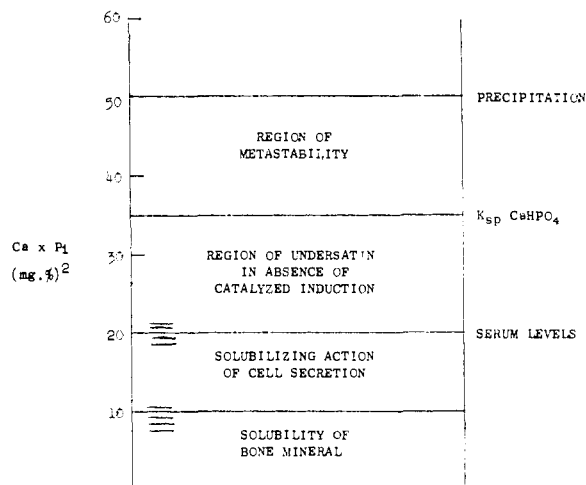 60
50
PRECIPITATION
REGION OF
METASTABILITY
40
Ksp CaHPO4
Ca x Pi
(mg.%)2
30
REGION OF UNDERSAT'N
IN ABSENCE OF
CATALYZED INDUCTION
20
SERUM LEVELS
SOLUBILIZING ACTION
OF CELL SECRETION
10
SOLUBILITY OF
BONE MINERAL